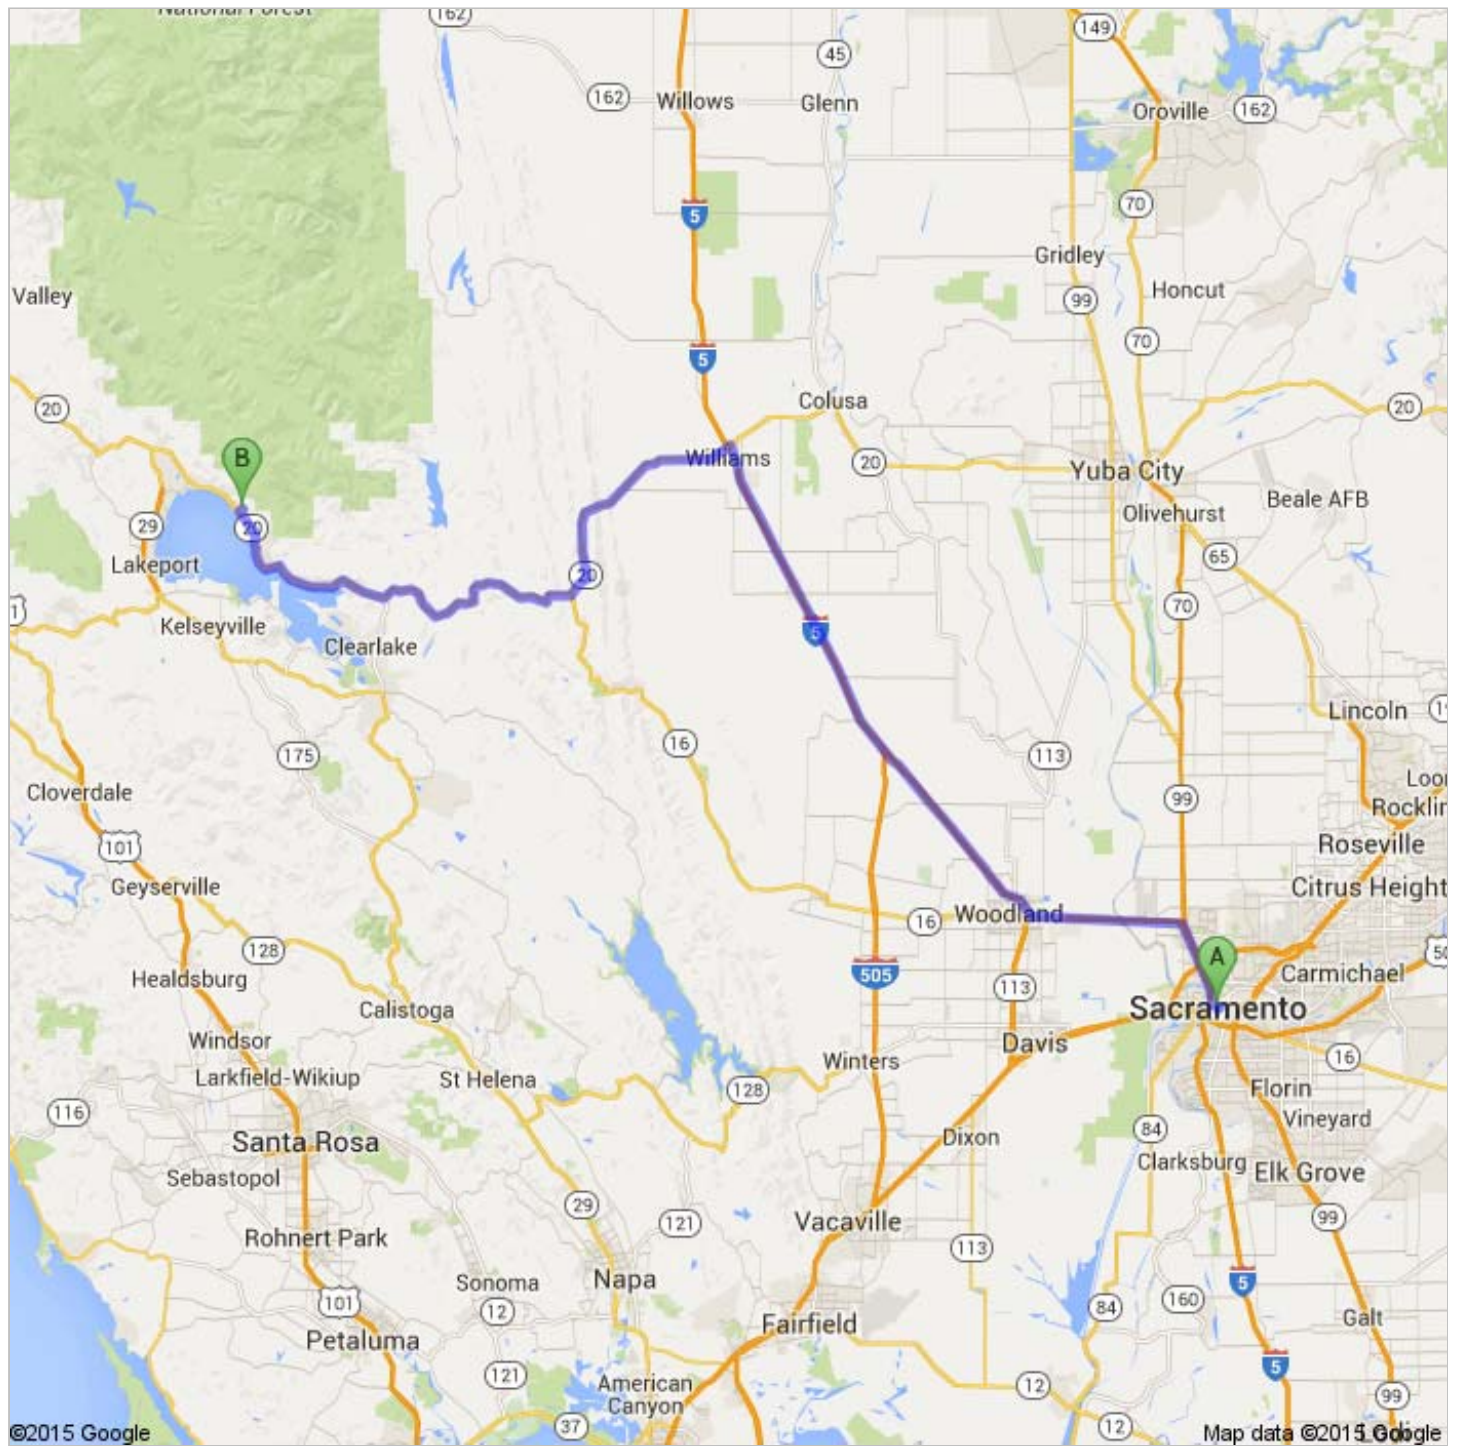 National Forest
162
149
45
162
Willows
Glenn
Oroville
162
5
70
Gridley
Valley
Honcut
99
70
5
20
Colusa
20
B
Williams
20
Yuba City
Beale AFB
Olivehurst
29
20
65
Lakeport
20
70
1
Kelseyville
5
Clearlake
16
Lincoln
175
113
Cloverdale
99
Rocklin
101
Roseville
Geyserville
Citrus Height
Woodland
16
128
A
Healdsburg
505
Carmichael
113
Calistoga
Sacramento
Windsor
Davis
Winters
16
Larkfield-Wikiup
St Helena
128
Florin
116
Vineyard
84
Santa Rosa
Dixon
Clarksburg
Elk Grove
Sebastopol
29
Vacaville
121
99
Rohnert Park
113
Sonoma
Napa
5
12
101
84
160
Fairfield
Galt
Petaluma
5
121
American
Canyon
12
99
37
12
©2015 Google
Map data ©2015 Google